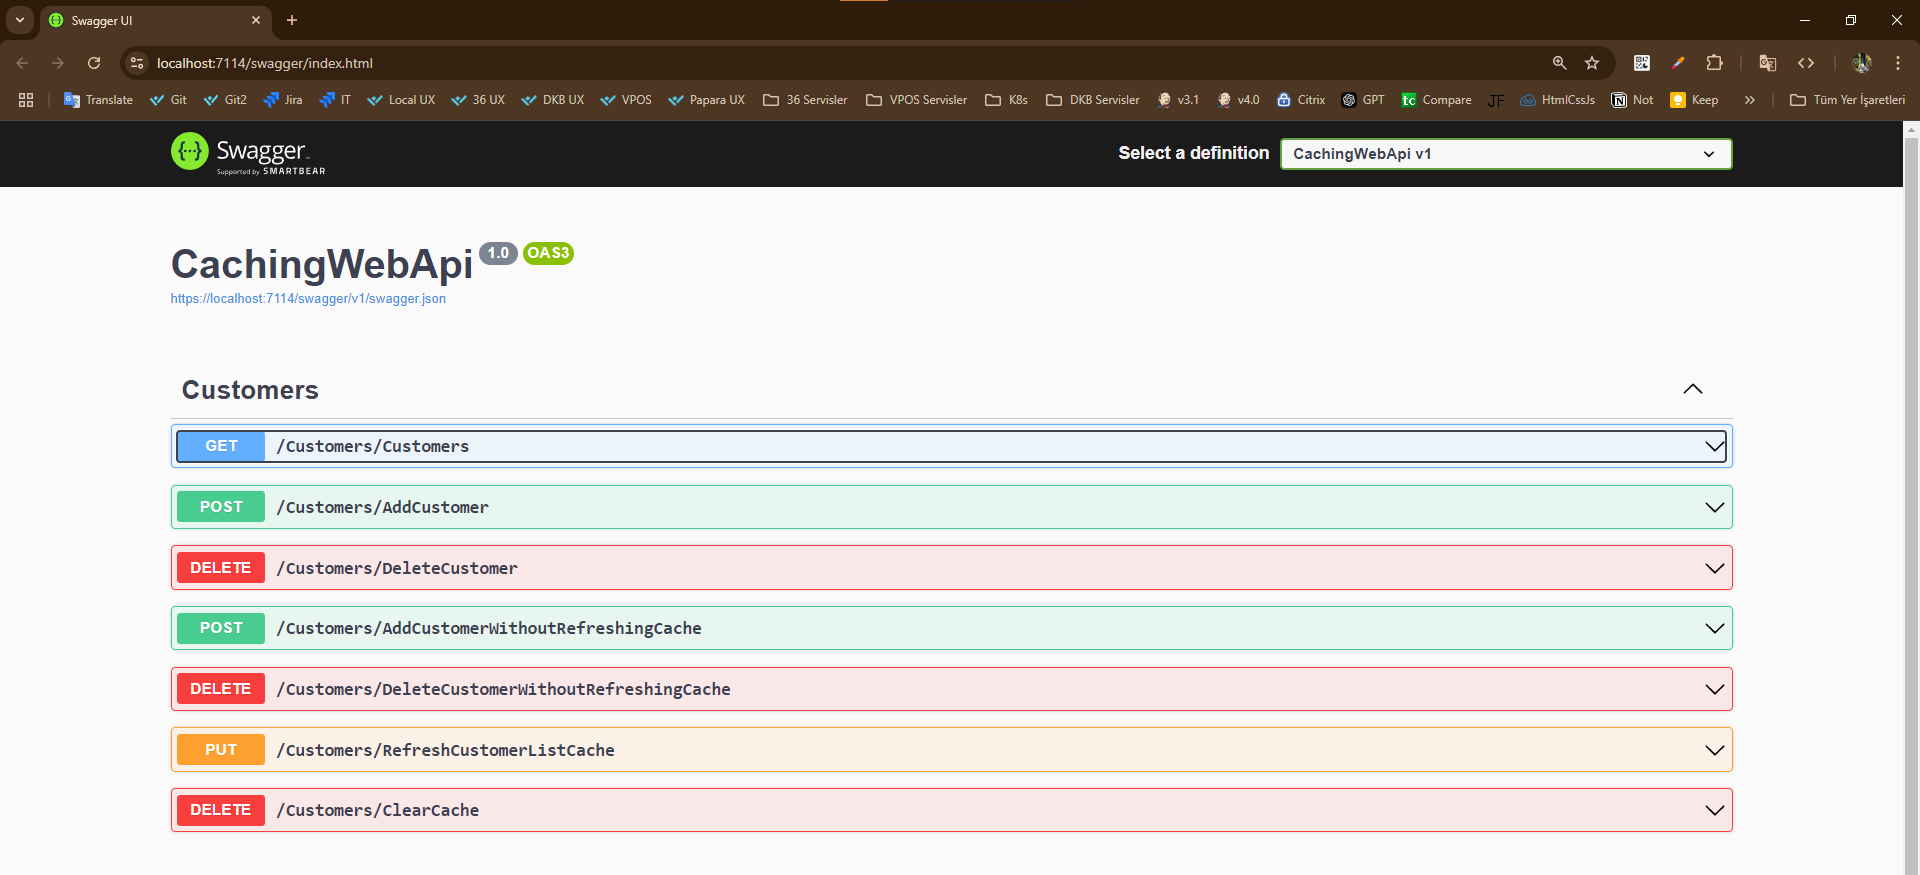 Swagger UI
localhost:7114/swagger/index.html
Translate Git Git2 Jira IT Local UX 36 UX DKB UX VPOS Papara UX 36 Servisler VPOS Servisler K8s DKB Servisler v3.1 v4.0 Citrix GPT tc Compare JF HtmlCssJs Not Keep Tüm Yer İşaretleri
Swagger
Supported by SMARTBEAR
Select a definition CachingWebApi v1
CachingWebApi 1.0 OAS3
https://localhost:7114/swagger/v1/swagger.json
Customers
GET /Customers/Customers
POST /Customers/AddCustomer
DELETE /Customers/DeleteCustomer
POST /Customers/AddCustomerWithoutRefreshingCache
DELETE /Customers/DeleteCustomerWithoutRefreshingCache
PUT /Customers/RefreshCustomerListCache
DELETE /Customers/ClearCache